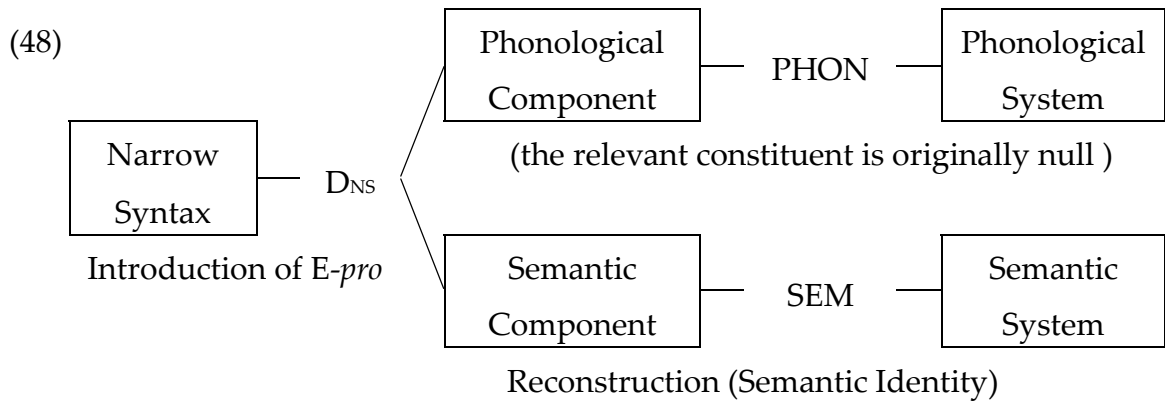 (48)
Phonological
Component
PHON
Phonological
System
(the relevant constituent is originally null )
Narrow
Syntax
DNS
Introduction of E-pro
Semantic
Component
SEM
Semantic
System
Reconstruction (Semantic Identity)